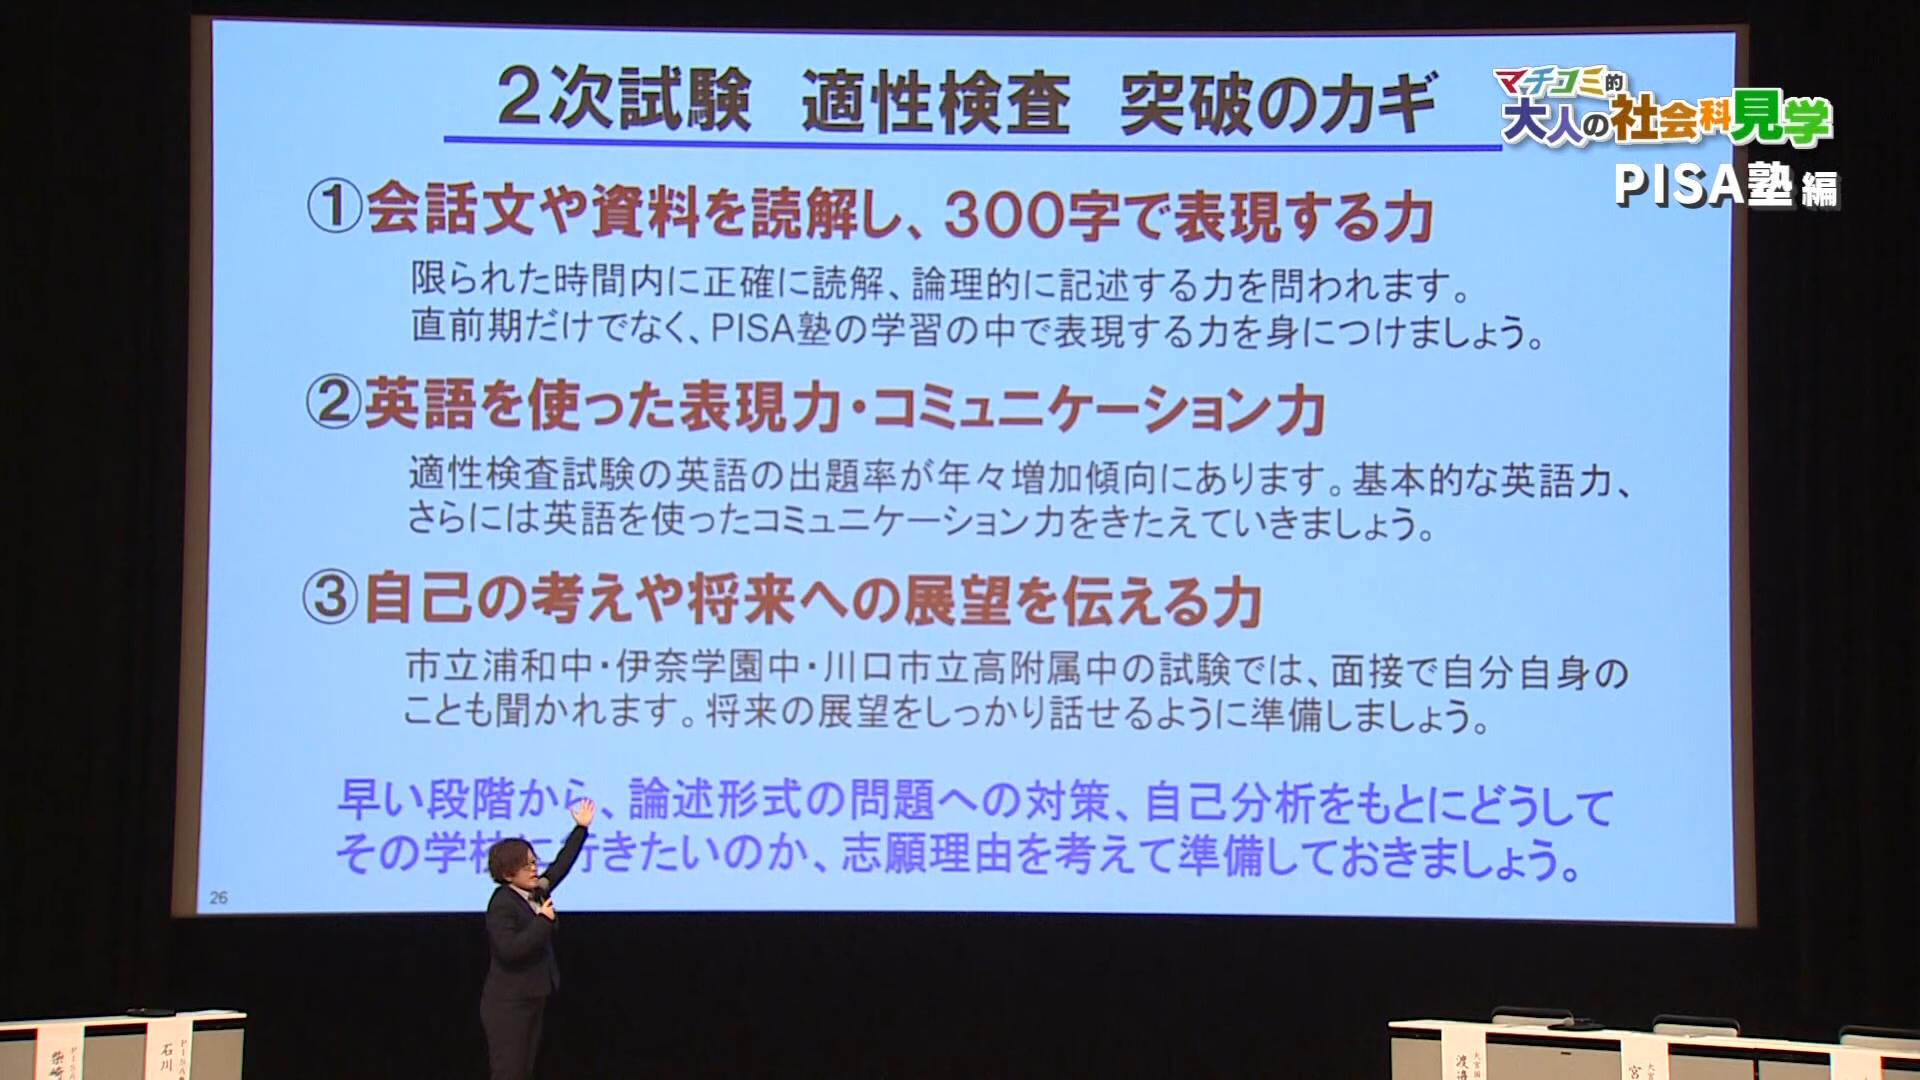 2次試験 適性検査 突破のカギ
マチコミ的
大人の社会科見学
PISA塾編
①会話文や資料を読解し、300字で表現する力
限られた時間内に正確に読解、論理的に記述する力を問われます。
直前期だけでなく、PISA塾の学習の中で表現する力を身につけましょう。
②英語を使った表現力・コミュニケーション力
適性検査試験の英語の出題率が年々増加傾向にあります。基本的な英語力、
さらには英語を使ったコミュニケーション力をきたえていきましょう。
③自己の考えや将来への展望を伝える力
市立浦和中・伊奈学園中・川口市立高附属中の試験では、面接で自分自身の
ことも聞かれます。将来の展望をしっかり話せるように準備しましょう。
早い段階から、論述形式の問題への対策、自己分析をもとにどうして
その学校に行きたいのか、志願理由を考えて準備しておきましょう。
26
PISA
柴崎
PISA
石川
渡邉
宮